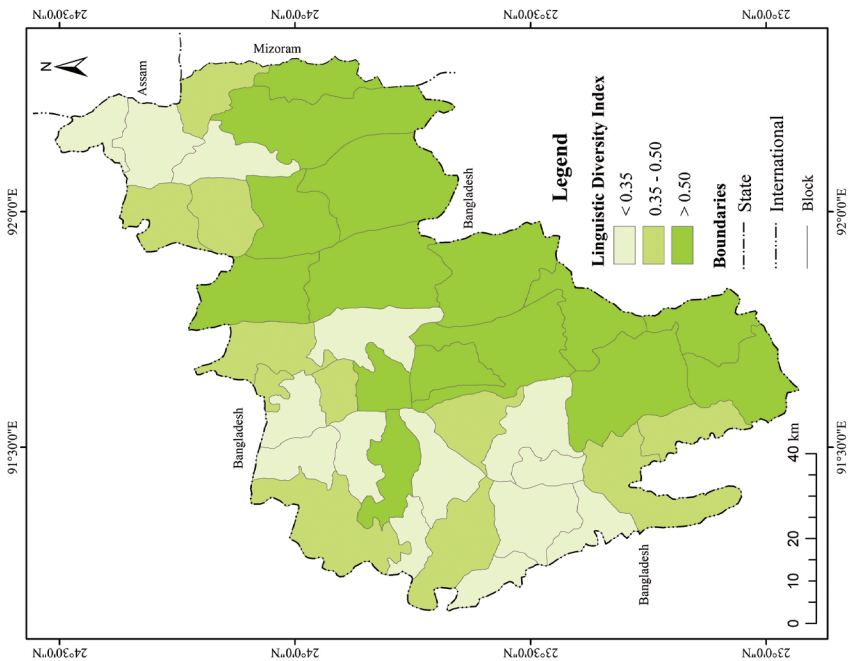 24°30'0"N
24°0'0"N
23°30'0"N
23°0'0"N
N
Assam
Mizoram
92°0'0"E
92°0'0"E
Bangladesh
Legend
Linguistic Diversity Index
< 0.35
0.35 - 0.50
> 0.50
Boundaries
State
International
Block
Bangladesh
91°30'0"E
91°30'0"E
Bangladesh
0 10 20 40 km
24°30'0"N
24°0'0"N
23°30'0"N
23°0'0"N